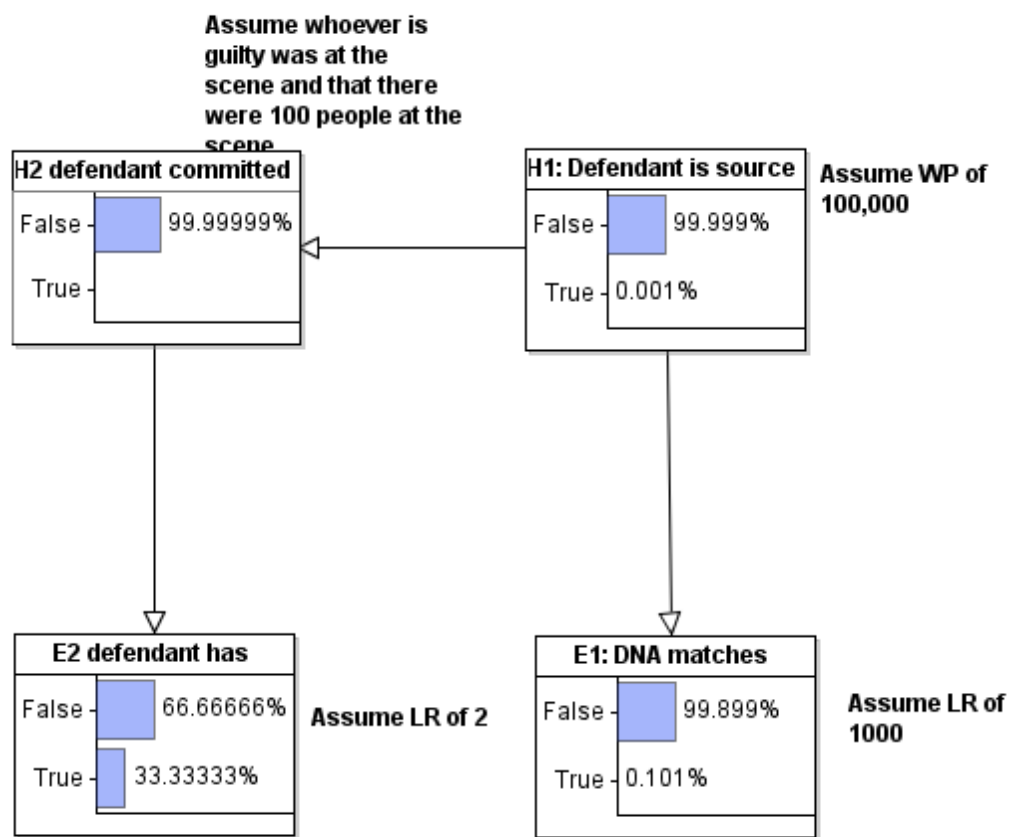 Assume whoever is
guilty was at the
scene and that there
were 100 people at the
scene
H2 defendant committed
False
99.99999%
True
H1: Defendant is source
False
99.999%
True
0.001%
Assume WP of
100,000
E2 defendant has
False
66.66666%
True
33.33333%
Assume LR of 2
E1: DNA matches
False
99.899%
True
0.101%
Assume LR of
1000